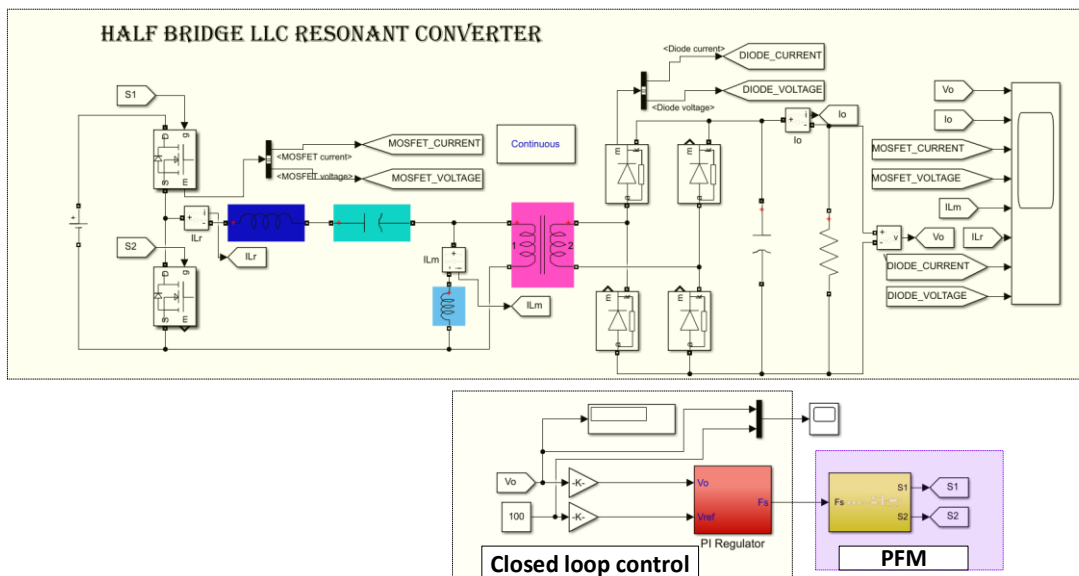 HALF BRIDGE LLC RESONANT CONVERTER
<Diode current>
DIODE_CURRENT
DIODE_VOLTAGE
<Diode voltage>
S1
g
D
S
m
MOSFET_CURRENT
<MOSFET current>
<MOSFET voltage>
MOSFET_VOLTAGE
Continuous
i
+
-
Io
Io
Vo
Io
MOSFET_CURRENT
MOSFET_VOLTAGE
ILm
ILr
DIODE_CURRENT
DIODE_VOLTAGE
m
m
S2
g
D
S
m
i
+
-
ILr
ILr
ILm
ILm
1
2
+
-
v
Vo
m
m
Vo
-K-
100
-K-
Vo
Vref
Fs
PI Regulator
Closed loop control
Fs
S1
S2
S1
S2
PFM